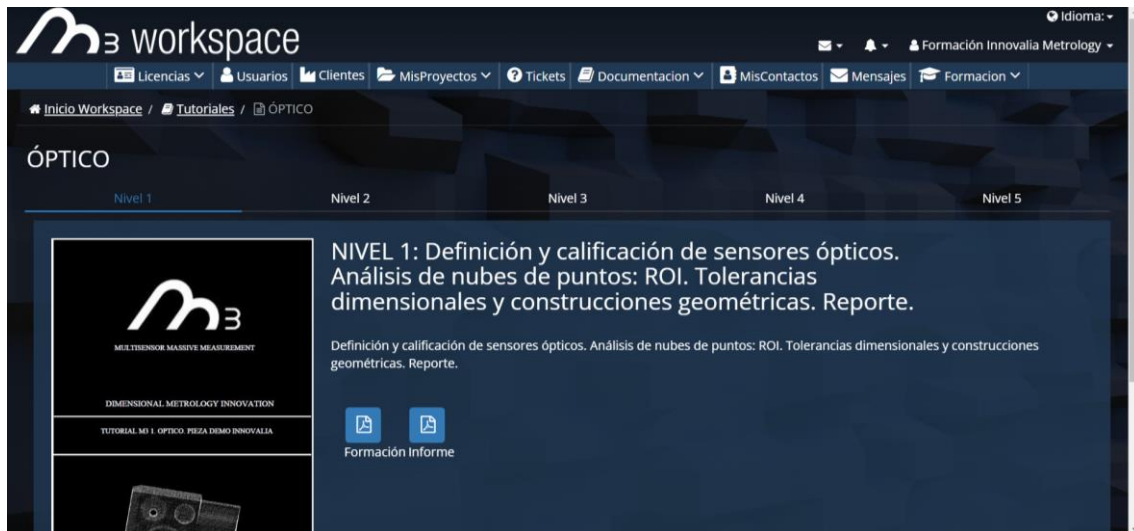 Idioma:
M3 workspace
Formación Innovalia Metrology
Licencias Usuarios Clientes MisProyectos Tickets Documentacion MisContactos Mensajes Formacion
Inicio Workspace / Tutoriales / ÓPTICO
ÓPTICO
Nivel 1 Nivel 2 Nivel 3 Nivel 4 Nivel 5
M3
MULTISENSOR MASSIVE MEASUREMENT
DIMENSIONAL METROLOGY INNOVATION
TUTORIAL M3 1. OPTICO. PIEZA DEMO INNOVALIA
NIVEL 1: Definición y calificación de sensores ópticos.
Análisis de nubes de puntos: ROI. Tolerancias
dimensionales y construcciones geométricas. Reporte.
Definición y calificación de sensores ópticos. Análisis de nubes de puntos: ROI. Tolerancias dimensionales y construcciones
geométricas. Reporte.
Formación Informe